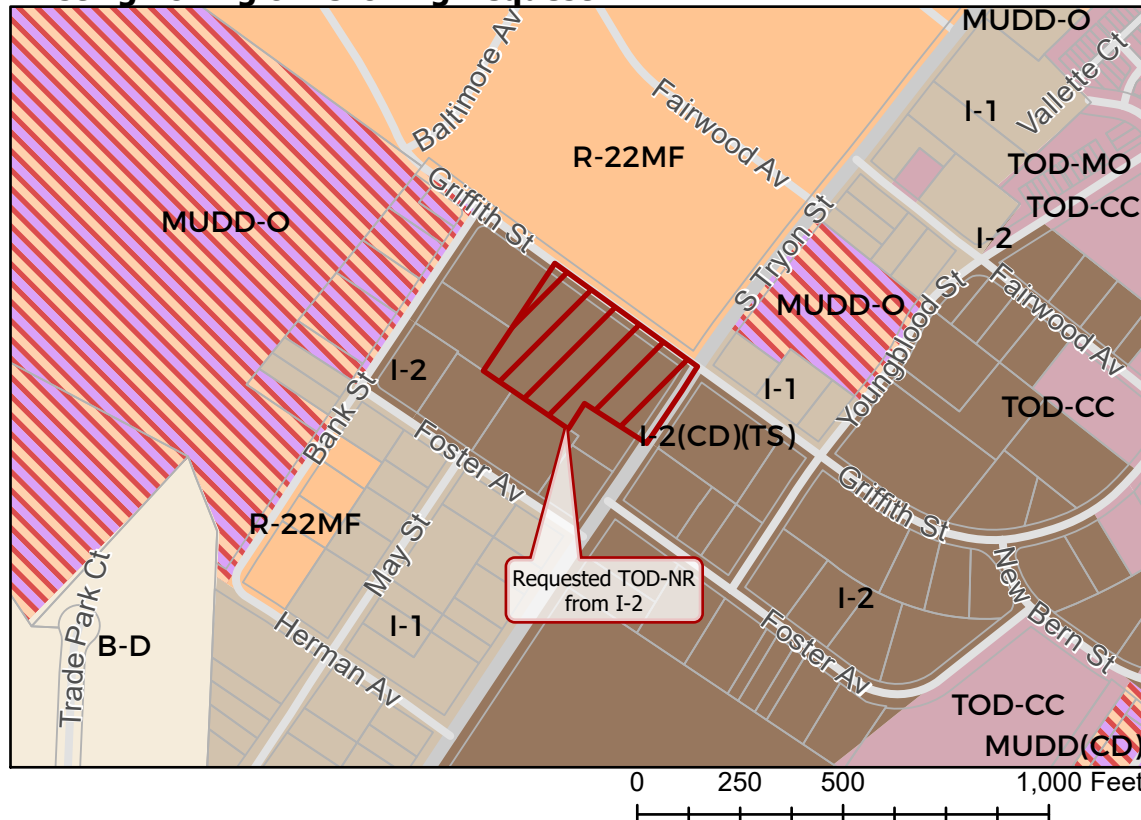 MUDD-O
Baltimore Av
Vallette Ct
I-1
Fairwood Av
R-22MF
TOD-MO
Griffith St
MUDD-O
TOD-CC
I-2
S Tryon St
MUDD-O
Fairwood Av
Youngblood St
I-2
I-1
Bank St
TOD-CC
I-2(CD)(TS)
Foster Av
Griffith St
R-22MF
May St
Requested TOD-NR
from I-2
New Bern St
I-2
I-1
Herman Av
Foster Av
Trade Park Ct
B-D
TOD-CC
MUDD(CD)
0 250 500 1,000 Feet